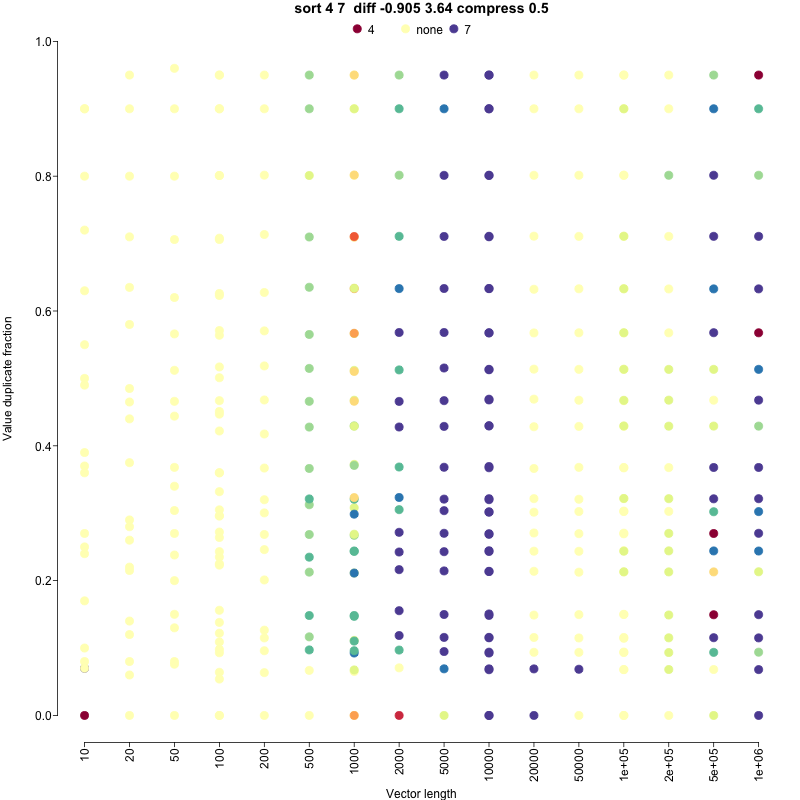 sort 4 7 diff -0.905 3.64 compress 0.5
4 none 7
Value duplicate fraction
1.0
0.8
0.6
0.4
0.2
0.0
10 20 50 100 200 500 1000 2000 5000 10000 20000 50000 1e+05 2e+05 5e+05 1e+06
Vector length